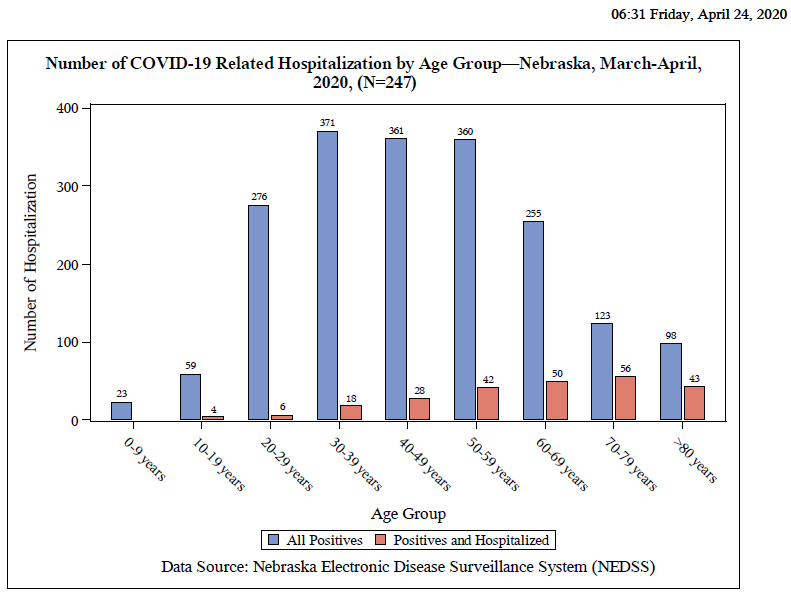 06:31 Friday, April 24, 2020
Number of COVID-19 Related Hospitalization by Age Group—Nebraska, March-April,
2020, (N=247)
Number of Hospitalization
400
300
200
100
0
23
59
4
276
6
371
18
361
28
360
42
255
50
123
56
98
43
0-9 years
10-19 years
20-29 years
30-39 years
40-49 years
50-59 years
60-69 years
70-79 years
>80 years
Age Group
All Positives
Positives and Hospitalized
Data Source: Nebraska Electronic Disease Surveillance System (NEDSS)